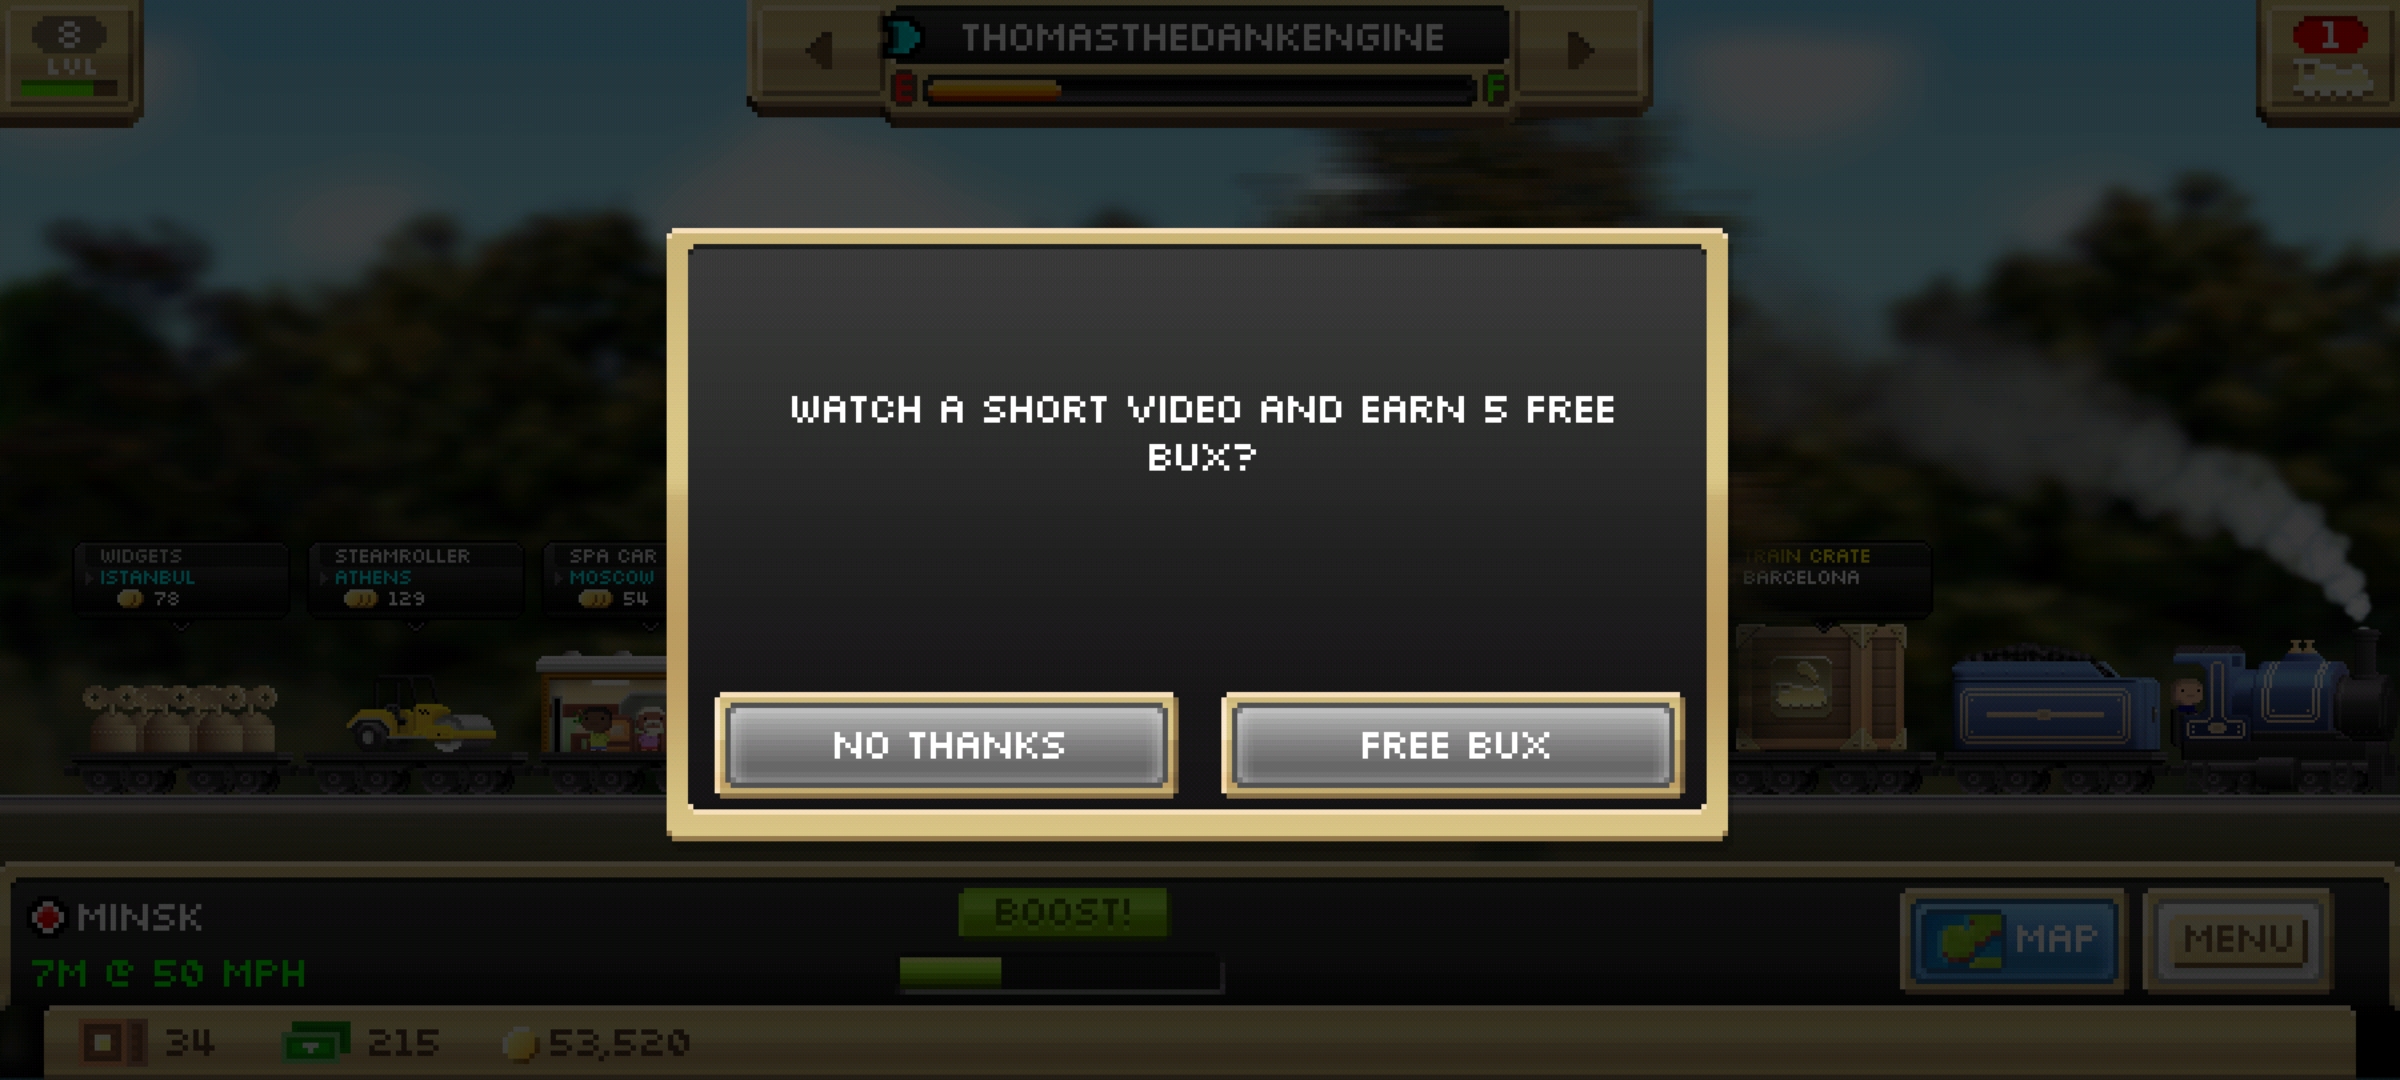 8
LVL
THOMASTHEDANKENGINE
E F
1
WATCH A SHORT VIDEO AND EARN 5 FREE
BUX?
WIDGETS
ISTANBUL
78
STEAMROLLER
ATHENS
129
SPA CAR
MOSCOW
54
TRAIN CRATE
BARCELONA
NO THANKS
FREE BUX
MINSK
7M @ 50 MPH
BOOST!
MAP
MENU
34
215
53,520